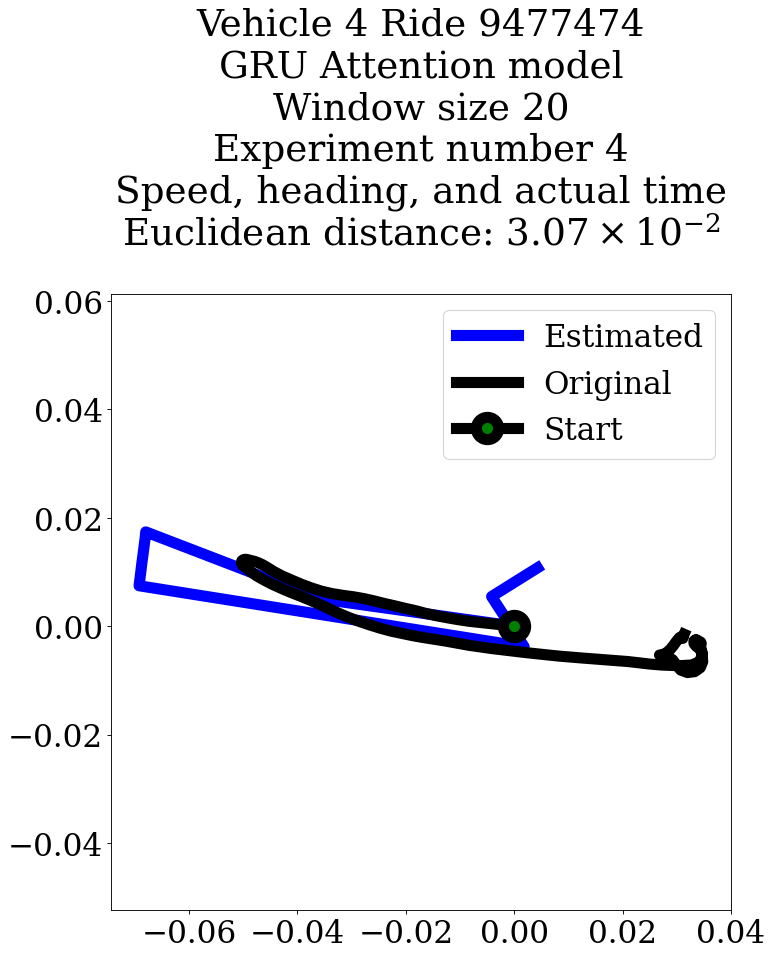 Vehicle 4 Ride 9477474
GRU Attention model
Window size 20
Experiment number 4
Speed, heading, and actual time
Euclidean distance: 3.07 × 10⁻²
Estimated
Original
Start
0.06
0.04
0.02
0.00
−0.02
−0.04
−0.06 −0.04 −0.02 0.00 0.02 0.04